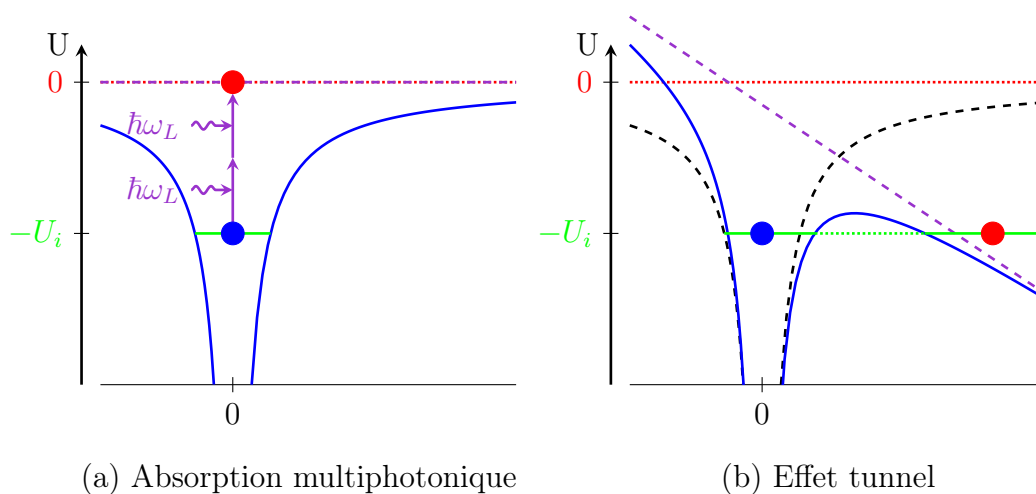 U
0
ℏω_L
ℏω_L
−U_i
0
(a) Absorption multiphotonique
U
0
−U_i
0
(b) Effet tunnel